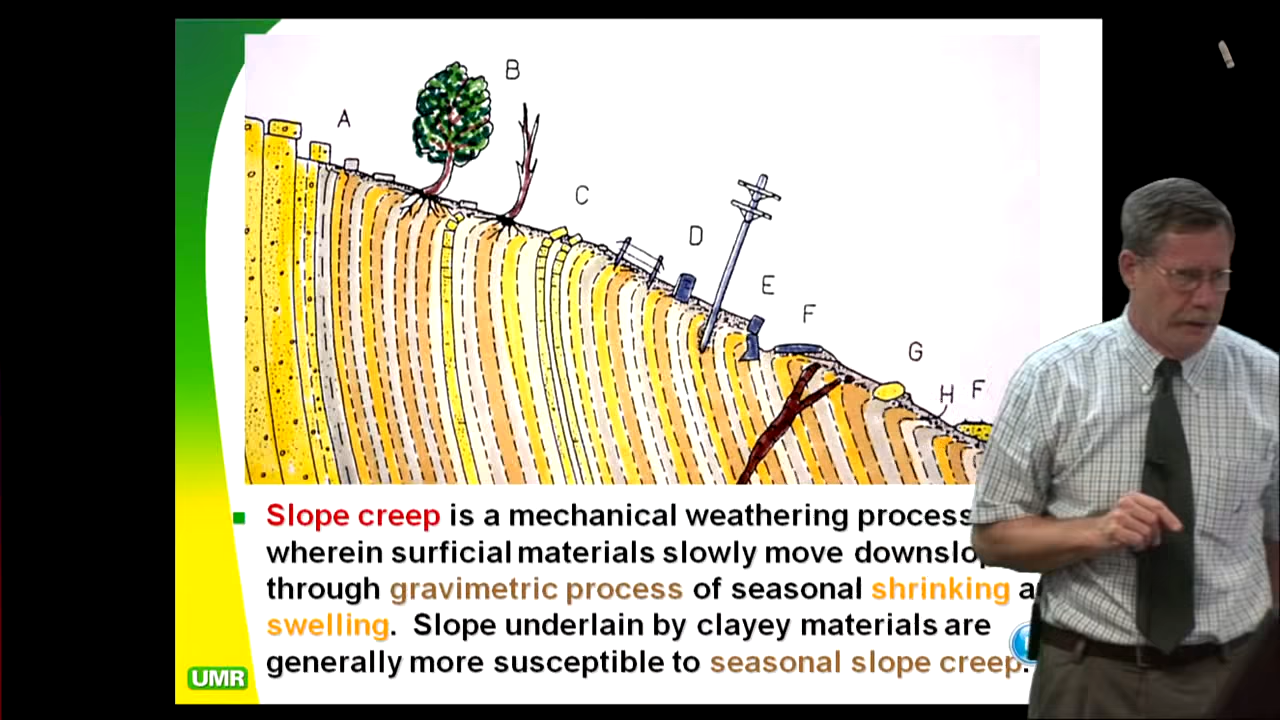 B
A
C
D
E
F
G
H F
Slope creep is a mechanical weathering process
wherein surficial materials slowly move
through gravimetric process of seasonal shrinking
swelling. Slope underlain by clayey materials are
generally more susceptible to seasonal slope creep.
UMR